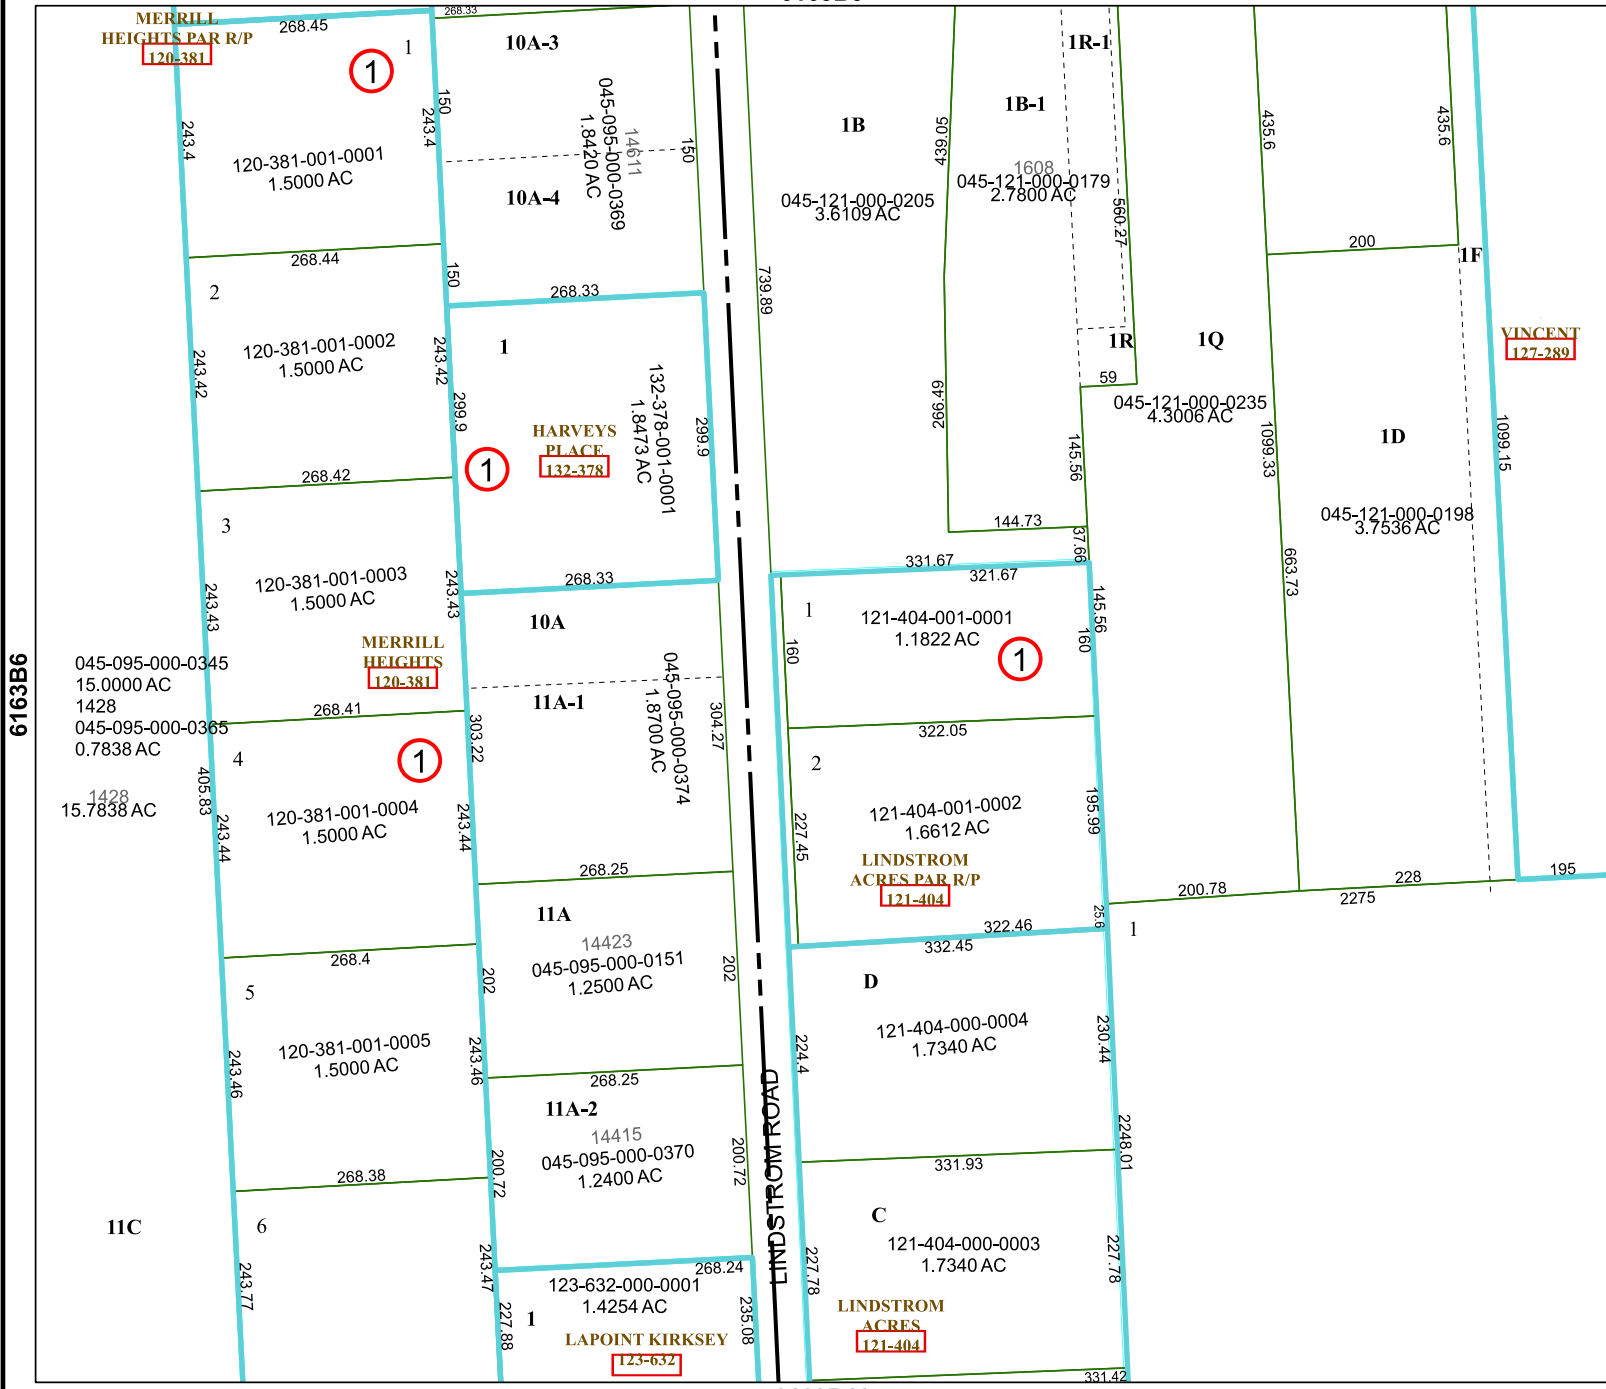 MERRILL
HEIGHTS PAR R/P
120-381
268.45
1
1
243.4
243.4
120-381-001-0001
1.5000 AC
268.44
2
243.42
243.42
120-381-001-0002
1.5000 AC
268.42
3
243.43
243.43
120-381-001-0003
1.5000 AC
MERRILL
HEIGHTS
120-381
268.41
4
1
405.83
243.44
243.44
120-381-001-0004
1.5000 AC
268.4
5
243.46
243.46
120-381-001-0005
1.5000 AC
268.38
6
243.77
243.47
6163B6
045-095-000-0345
15.0000 AC
1428
045-095-000-0365
0.7838 AC
1428
15.7838 AC
11C
268.33
10A-3
150
150
045-095-000-0369
1.8420 AC
14611
10A-4
150
268.33
1
299.9
299.9
132-378-001-0001
1.8473 AC
HARVEYS
PLACE
132-378
1
268.33
10A
11A-1
303.22
304.27
045-095-000-0374
1.8700 AC
268.25
11A
14423
045-095-000-0151
1.2500 AC
202
202
268.25
11A-2
14415
045-095-000-0370
1.2400 AC
200.72
200.72
268.24
123-632-000-0001
1.4254 AC
1
227.88
235.08
LAPOINT KIRKSEY
123-632
LINDSTROM ROAD
739.89
1B
045-121-000-0205
3.6109 AC
439.05
266.49
1B-1
1608
045-121-000-0179
2.7800 AC
1R-1
560.27
1R
59
145.56
144.73
37.66
1Q
045-121-000-0235
4.3006 AC
435.6
435.6
200
1F
1099.33
663.73
1D
045-121-000-0198
3.7536 AC
VINCENT
127-289
1099.15
195
228
2275
200.78
1
331.67
321.67
1
160
121-404-001-0001
1.1822 AC
1
145.56
160
322.05
2
227.45
121-404-001-0002
1.6612 AC
195.99
LINDSTROM
ACRES PAR R/P
121-404
25.6
322.46
332.45
D
121-404-000-0004
1.7340 AC
224.4
230.44
2248.01
331.93
C
121-404-000-0003
1.7340 AC
227.78
227.78
LINDSTROM
ACRES
121-404
331.42